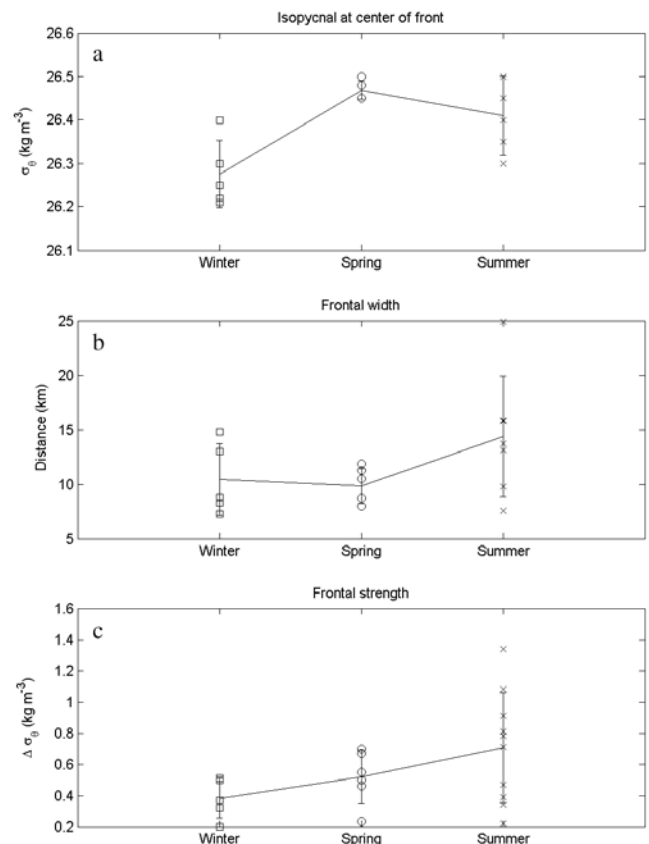 Isopycnal at center of front
a
26.6
26.5
26.4
26.3
26.2
26.1
σθ (kg m-3)
Winter Spring Summer
Frontal width
b
25
20
15
10
5
Distance (km)
Winter Spring Summer
Frontal strength
c
1.6
1.4
1.2
1
0.8
0.6
0.4
0.2
Δ σθ (kg m-3)
Winter Spring Summer